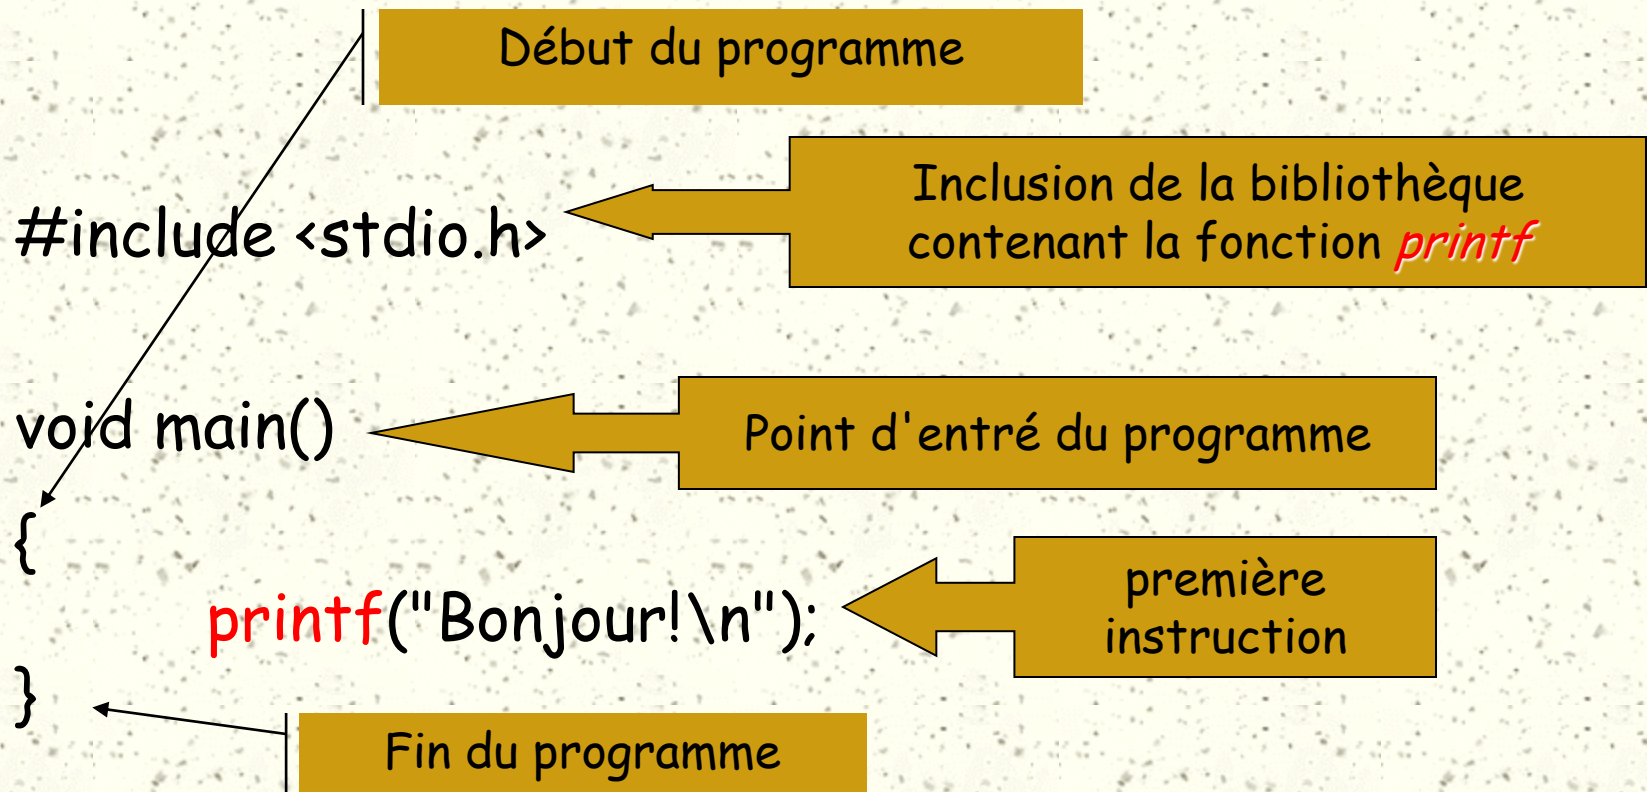 Début du programme
Inclusion de la bibliothèque
contenant la fonction printf
#include <stdio.h>
void main()
Point d'entré du programme
{
première
instruction
printf("Bonjour!\n");
}
Fin du programme